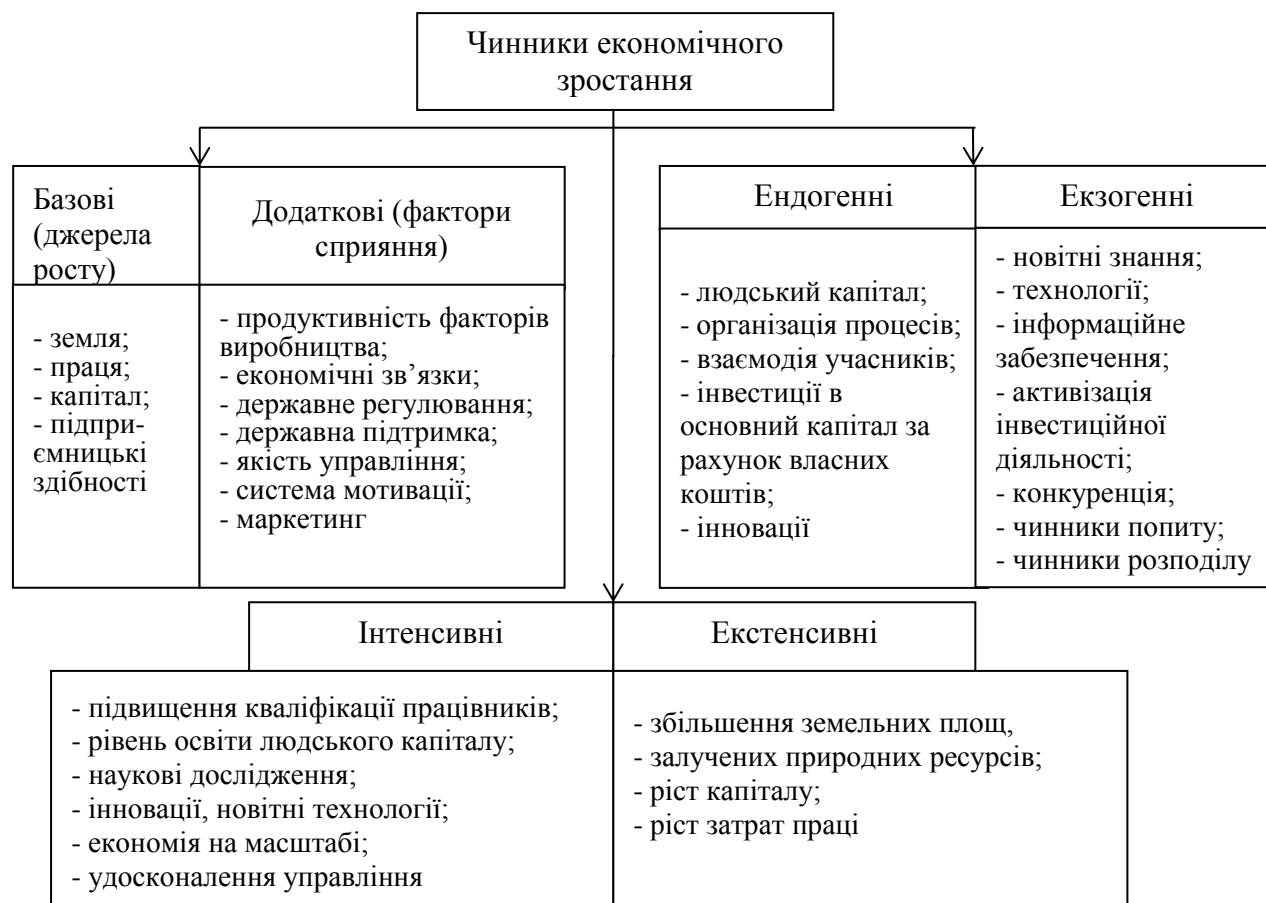 Чинники економічного
зростання
Базові
(джерела
росту)
Додаткові (фактори
сприяння)
- земля;
- праця;
- капітал;
- підпри-
ємницькі
здібності
- продуктивність факторів
виробництва;
- економічні зв’язки;
- державне регулювання;
- державна підтримка;
- якість управління;
- система мотивації;
- маркетинг
Ендогенні
Екзогенні
- людський капітал;
- організація процесів;
- взаємодія учасників;
- інвестиції в
основний капітал за
рахунок власних
коштів;
- інновації
- новітні знання;
- технології;
- інформаційне
забезпечення;
- активізація
інвестиційної
діяльності;
- конкуренція;
- чинники попиту;
- чинники розподілу
Інтенсивні
Екстенсивні
- підвищення кваліфікації працівників;
- рівень освіти людського капіталу;
- наукові дослідження;
- інновації, новітні технології;
- економія на масштабі;
- удосконалення управління
- збільшення земельних площ,
- залучених природних ресурсів;
- ріст капіталу;
- ріст затрат праці